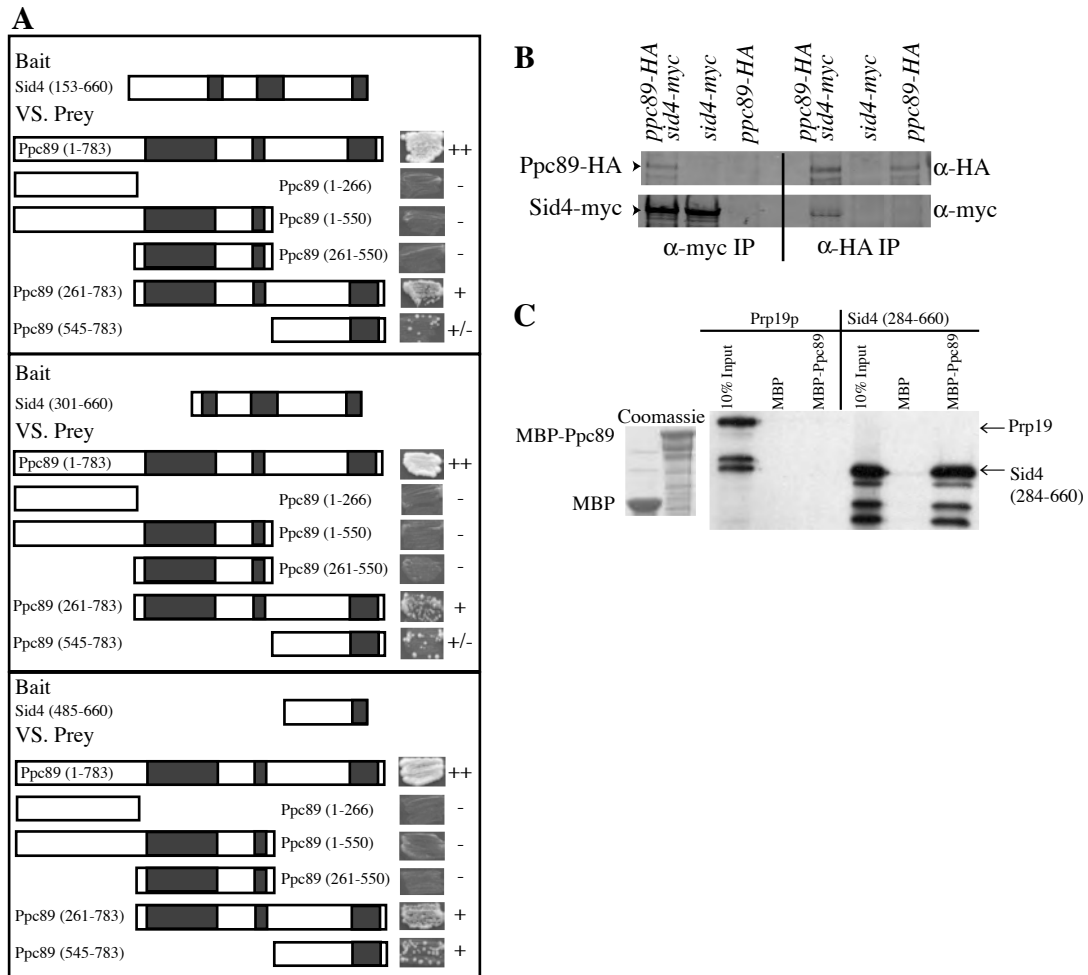 A
Bait
Sid4 (153-660)
VS. Prey
Ppc89 (1-783)
++
Ppc89 (1-266)
-
Ppc89 (1-550)
-
Ppc89 (261-550)
-
Ppc89 (261-783)
+
Ppc89 (545-783)
+/-
Bait
Sid4 (301-660)
VS. Prey
Ppc89 (1-783)
++
Ppc89 (1-266)
-
Ppc89 (1-550)
-
Ppc89 (261-550)
-
Ppc89 (261-783)
+
Ppc89 (545-783)
+/-
Bait
Sid4 (485-660)
VS. Prey
Ppc89 (1-783)
++
Ppc89 (1-266)
-
Ppc89 (1-550)
-
Ppc89 (261-550)
-
Ppc89 (261-783)
+
Ppc89 (545-783)
+
B
ppc89-HA
sid4-myc
sid4-myc
ppc89-HA
ppc89-HA
sid4-myc
sid4-myc
ppc89-HA
Ppc89-HA
α-HA
Sid4-myc
α-myc
α-myc IP
α-HA IP
C
Prp19p
Sid4 (284-660)
10% Input
MBP
MBP-Ppc89
10% Input
MBP
MBP-Ppc89
Coomassie
MBP-Ppc89
MBP
Prp19
Sid4
(284-660)